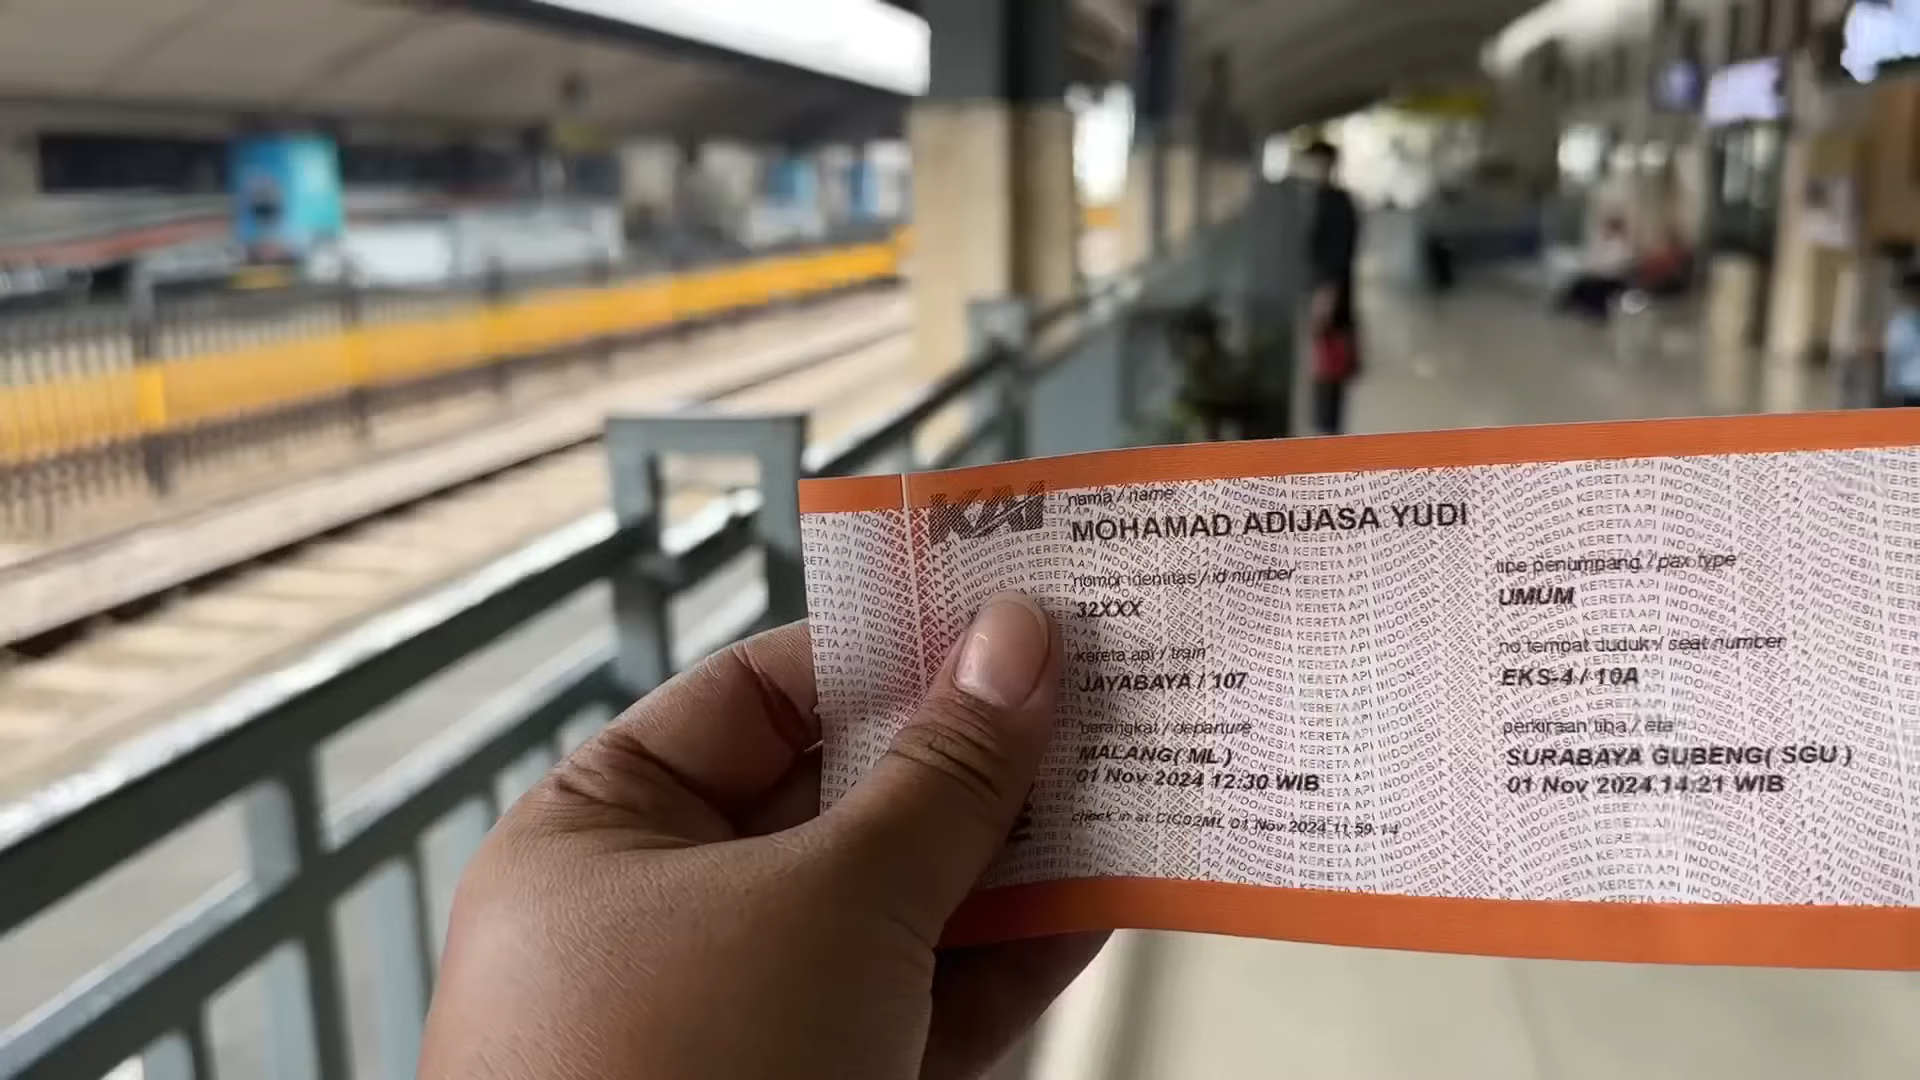 KAI
nama / name
MOHAMAD ADIJASA YUDI
nomor identitas / id number
32XXX
tipe penumpang / pax type
UMUM
kereta api / train
JAYABAYA / 107
no tempat duduk / seat number
EKS-4 / 10A
berangkat / departure
MALANG( ML )
01 Nov 2024 12:30 WIB
perkiraan tiba / eta
SURABAYA GUBENG( SGU )
01 Nov 2024 14:21 WIB
check in at CIC02ML 01 Nov 2024 11:59:14
KERETA API INDONESIA